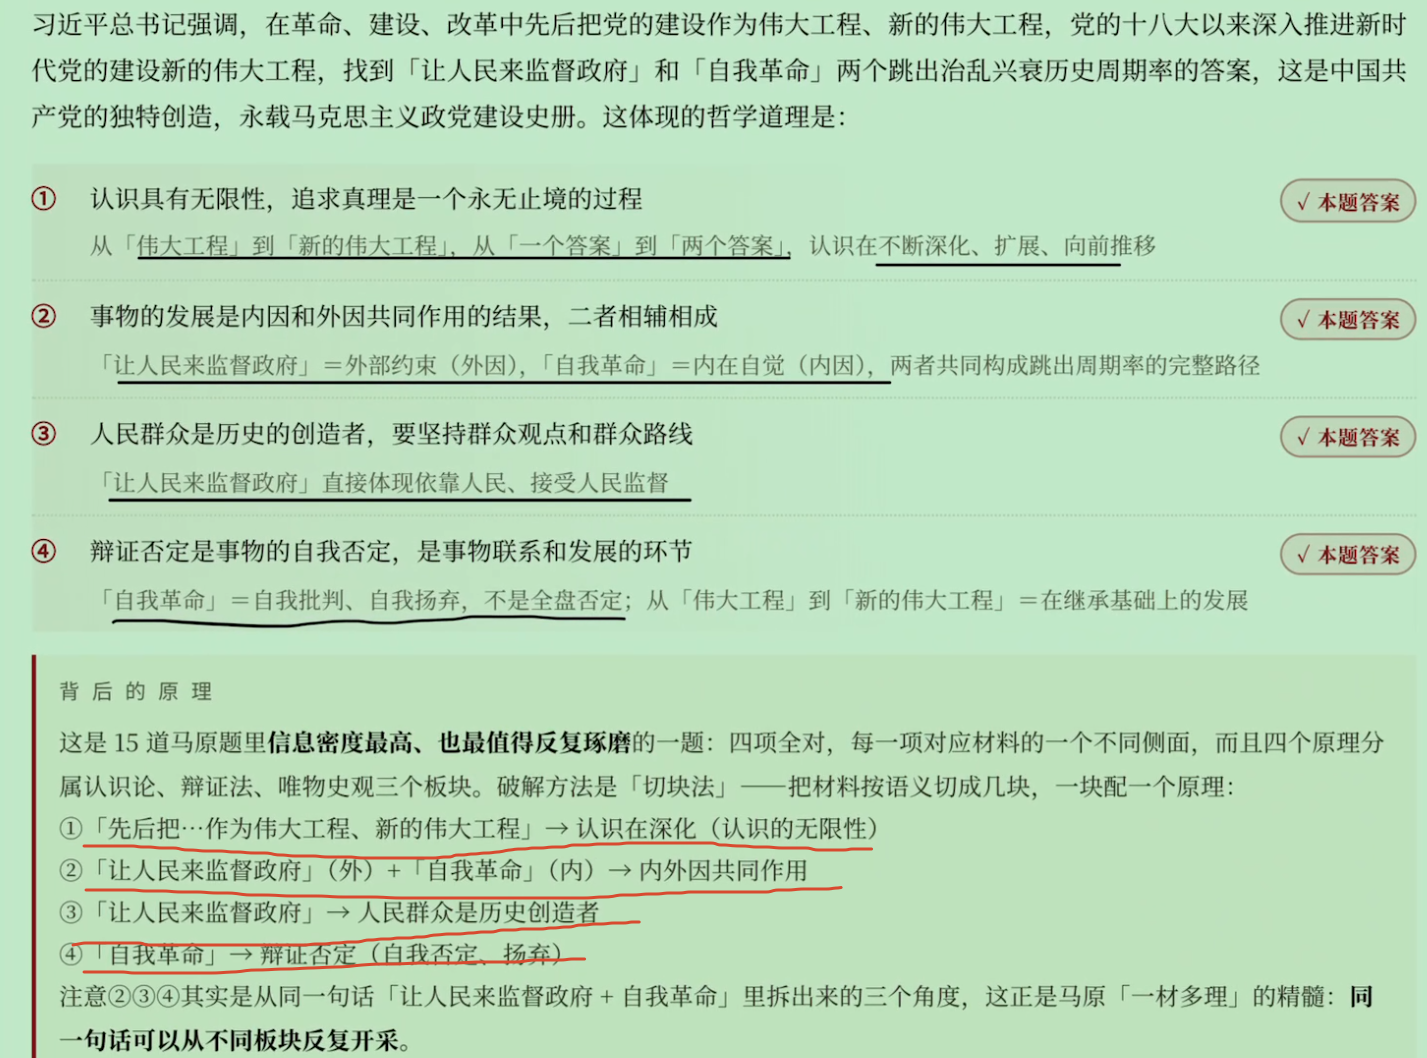 习近平总书记强调，在革命、建设、改革中先后把党的建设作为伟大工程、新的伟大工程，党的十八大以来深入推进新时
代党的建设新的伟大工程，找到「让人民来监督政府」和「自我革命」两个跳出治乱兴衰历史周期率的答案，这是中国共
产党的独特创造，永载马克思主义政党建设史册。这体现的哲学道理是：
① 认识具有无限性，追求真理是一个永无止境的过程 ✓ 本题答案
从「伟大工程」到「新的伟大工程」，从「一个答案」到「两个答案」，认识在不断深化、扩展、向前推移
② 事物的发展是内因和外因共同作用的结果，二者相辅相成 ✓ 本题答案
「让人民来监督政府」＝外部约束（外因），「自我革命」＝内在自觉（内因），两者共同构成跳出周期率的完整路径
③ 人民群众是历史的创造者，要坚持群众观点和群众路线 ✓ 本题答案
「让人民来监督政府」直接体现依靠人民、接受人民监督
④ 辩证否定是事物的自我否定，是事物联系和发展的环节 ✓ 本题答案
「自我革命」＝自我批判、自我扬弃，不是全盘否定；从「伟大工程」到「新的伟大工程」＝在继承基础上的发展
背后的原理
这是 15 道马原题里信息密度最高、也最值得反复琢磨的一题：四项全对，每一项对应材料的一个不同侧面，而且四个原理分
属认识论、辩证法、唯物史观三个板块。破解方法是「切块法」——把材料按语义切成几块，一块配一个原理：
①「先后把…作为伟大工程、新的伟大工程」→ 认识在深化（认识的无限性）
②「让人民来监督政府」（外）+「自我革命」（内）→ 内外因共同作用
③「让人民来监督政府」→ 人民群众是历史创造者
④「自我革命」→ 辩证否定（自我否定、扬弃）
注意②③④其实是从同一句话「让人民来监督政府 + 自我革命」里拆出来的三个角度，这正是马原「一材多理」的精髓：同
一句话可以从不同板块反复开采。